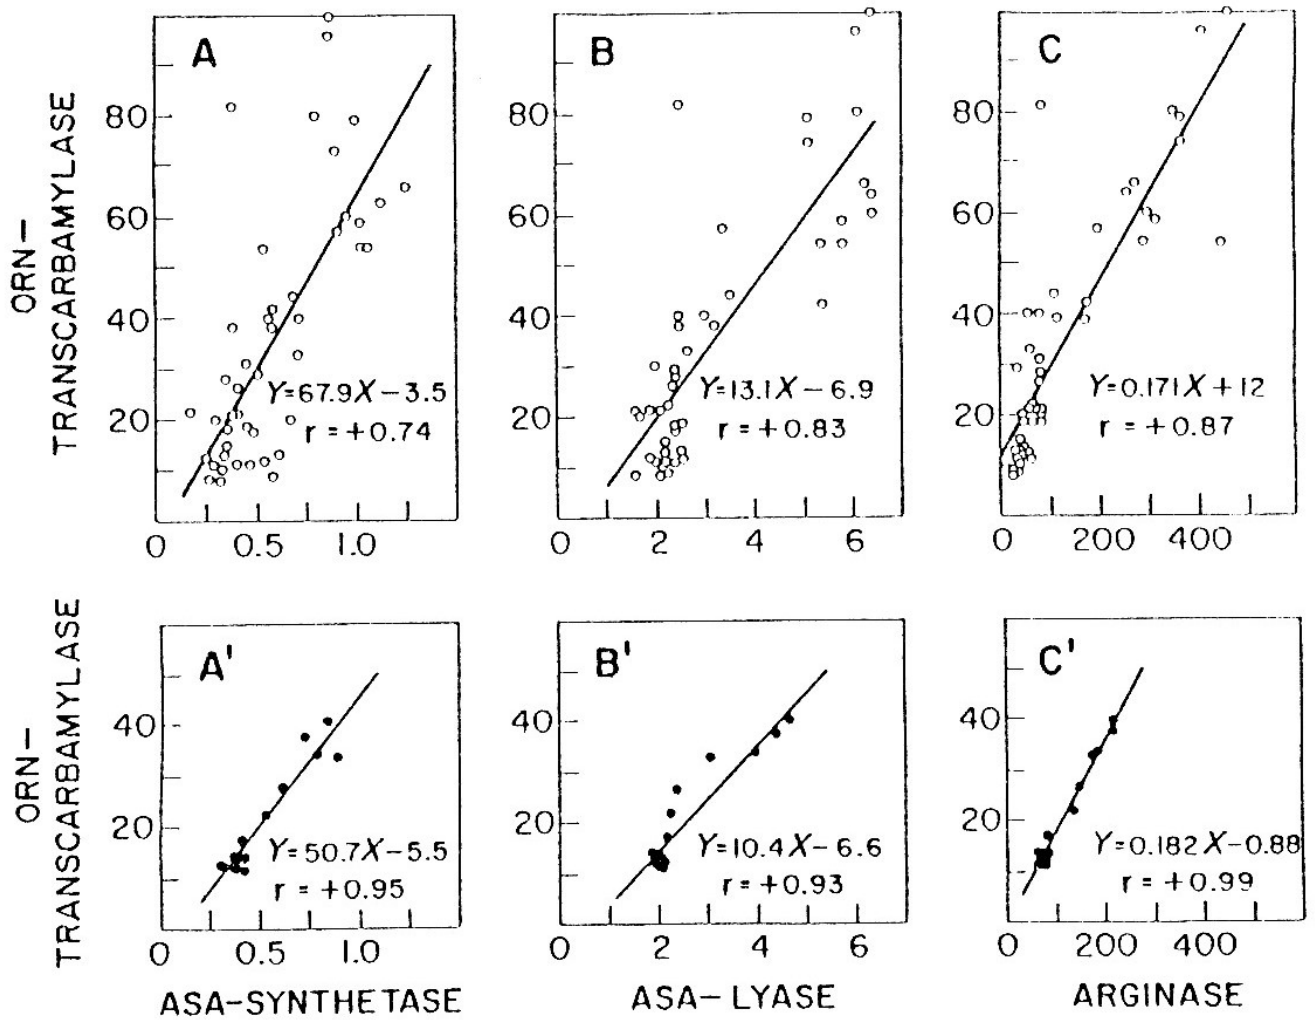 A
B
C
ORN-
TRANSCARBAMYLASE
80
60
40
20
80
60
40
20
80
60
40
20
Y=67.9X-3.5
r=+0.74
Y=13.1X-6.9
r=+0.83
Y=0.171X+12
r=+0.87
0 0.5 1.0
0 2 4 6
0 200 400
A'
B'
C'
ORN-
TRANSCARBAMYLASE
40
20
40
20
40
20
Y=50.7X-5.5
r=+0.95
Y=10.4X-6.6
r=+0.93
Y=0.182X-0.88
r=+0.99
0 0.5 1.0
0 2 4 6
0 200 400
ASA-SYNTHETASE
ASA-LYASE
ARGINASE